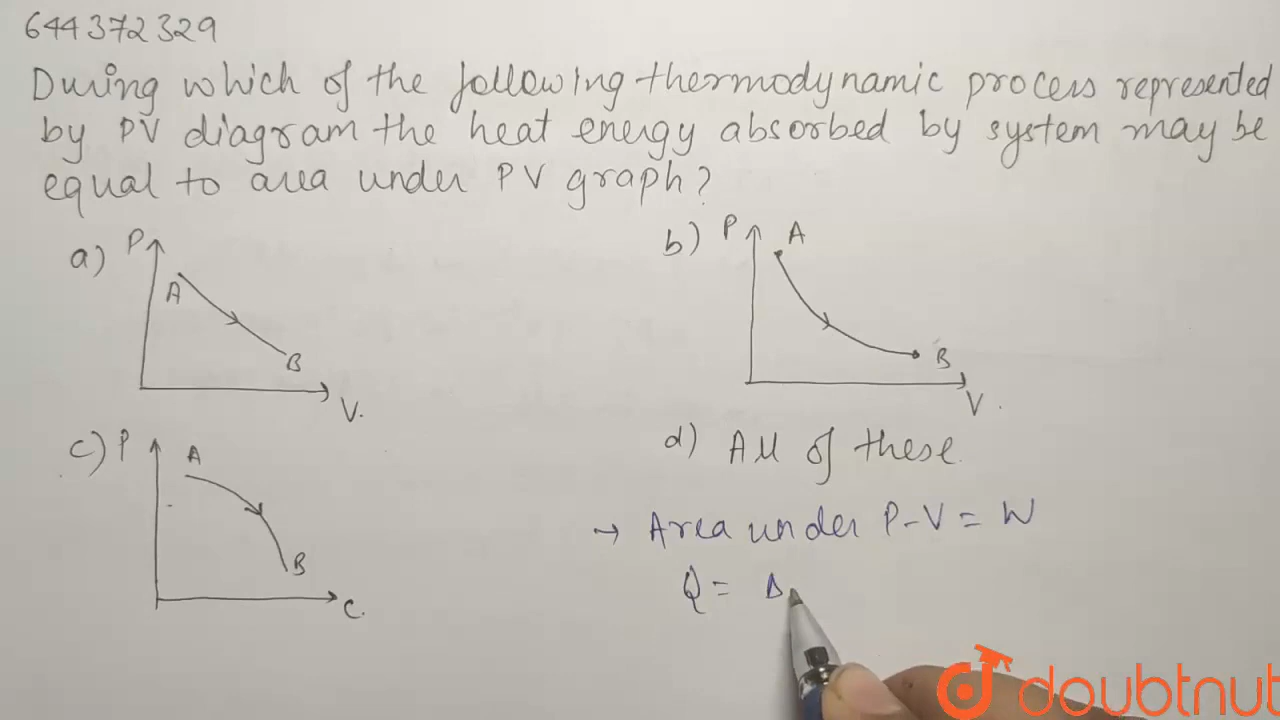 644372329
During which of the following thermodynamic process represented
by PV diagram the heat energy absorbed by system may be
equal to area under PV graph?
a) P A B V.
b) P A B V.
c) P A B C.
d) All of these.
→ Area under P-V = W
Q = Δ
doubtnut